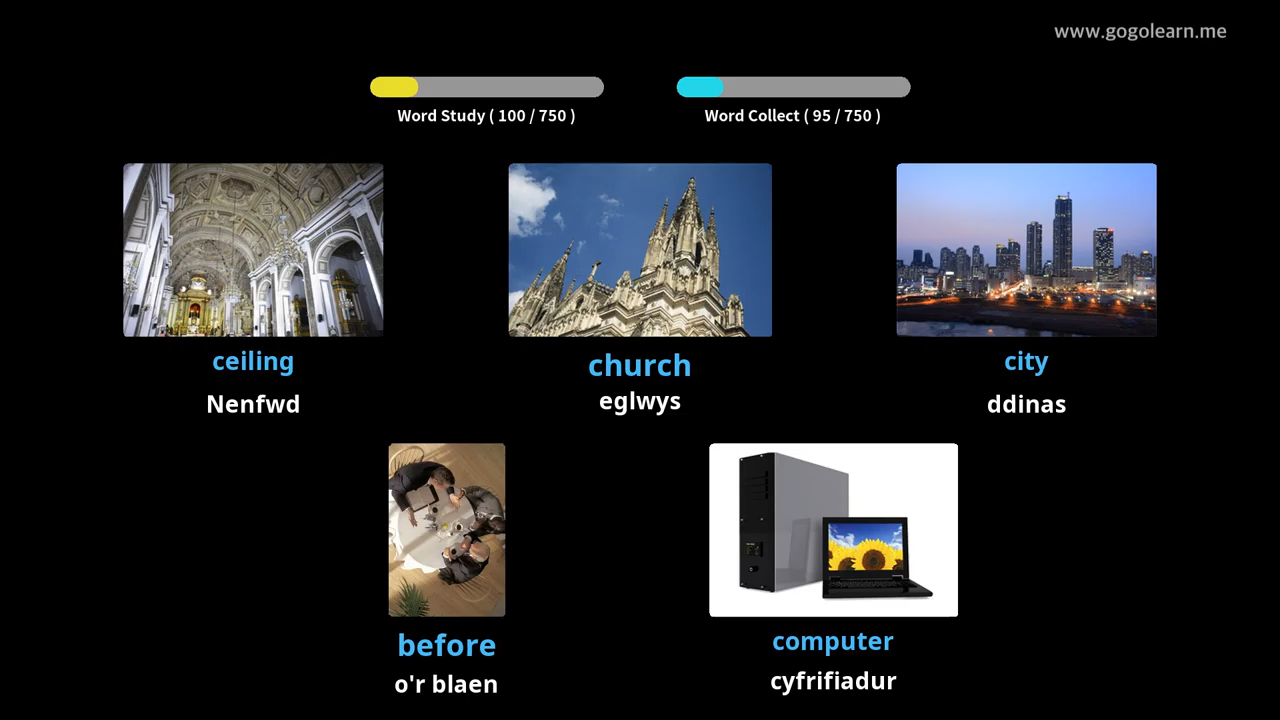 www.gogolearn.me
Word Study ( 100 / 750 )
Word Collect ( 95 / 750 )
ceiling
Nenfwd
church
eglwys
city
ddinas
before
o'r blaen
computer
cyfrifiadur